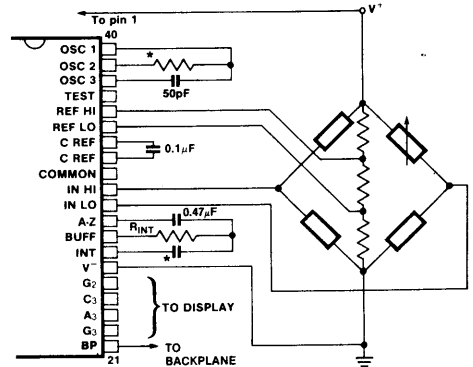 To pin 1
V+
40
OSC 1
OSC 2
*
OSC 3
50pF
TEST
REF HI
REF LO
C REF
0.1µF
C REF
COMMON
IN HI
IN LO
0.47µF
A-Z
BUFF
RINT
INT
*
V−
G2
C3
TO DISPLAY
A3
G3
BP
TO
BACKPLANE
21